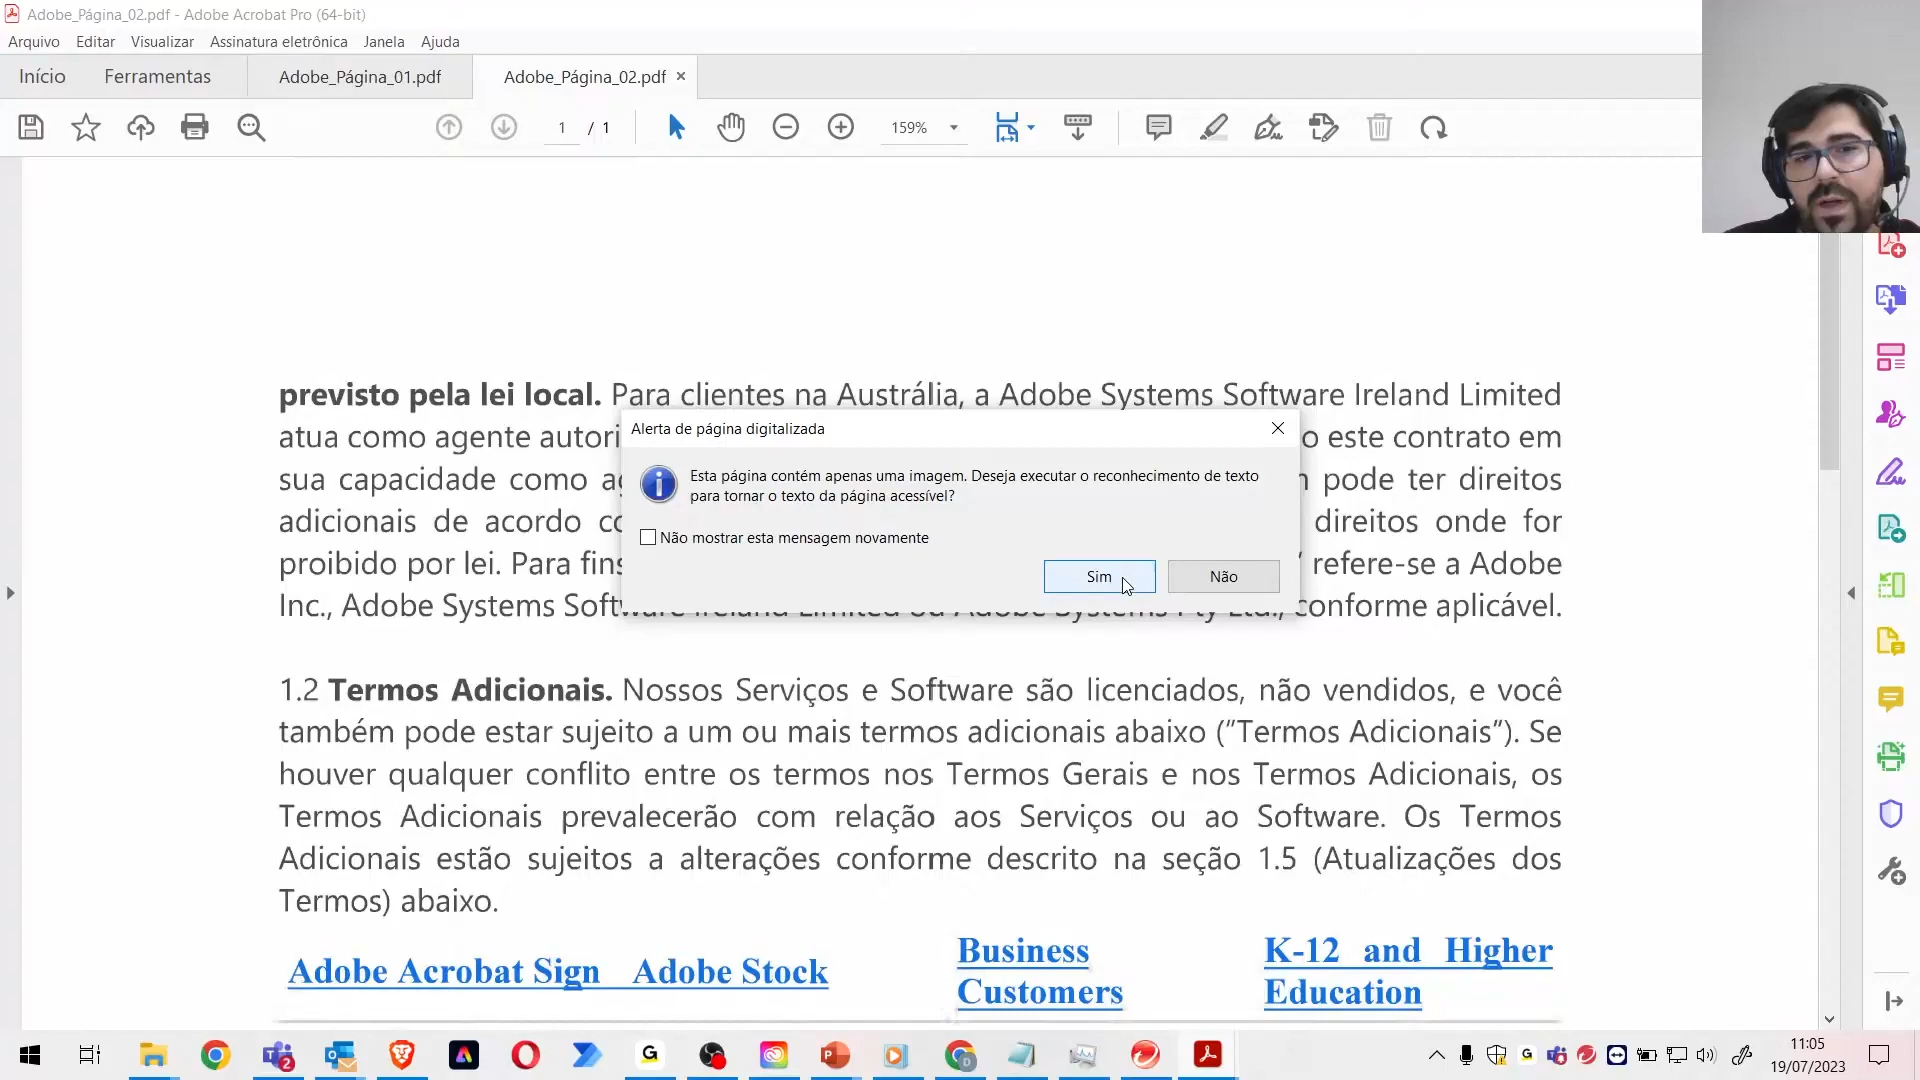 Adobe_Página_02.pdf - Adobe Acrobat Pro (64-bit)
Arquivo Editar Visualizar Assinatura eletrônica Janela Ajuda
Início Ferramentas Adobe_Página_01.pdf Adobe_Página_02.pdf ×
1 / 1 159%
previsto pela lei local. Para clientes na Austrália, a Adobe Systems Software Ireland Limited
atua como agente autori o este contrato em
sua capacidade como pode ter direitos
adicionais de acordo direitos onde for
proibido por lei. Para fins refere-se a Adobe
Inc., Adobe Systems Software Ireland Limited ou Adobe Systems Pty Ltd., conforme aplicável.
Alerta de página digitalizada
Esta página contém apenas uma imagem. Deseja executar o reconhecimento de texto
para tornar o texto da página acessível?
Não mostrar esta mensagem novamente
Sim Não
1.2 Termos Adicionais. Nossos Serviços e Software são licenciados, não vendidos, e você
também pode estar sujeito a um ou mais termos adicionais abaixo ("Termos Adicionais"). Se
houver qualquer conflito entre os termos nos Termos Gerais e nos Termos Adicionais, os
Termos Adicionais prevalecerão com relação aos Serviços ou ao Software. Os Termos
Adicionais estão sujeitos a alterações conforme descrito na seção 1.5 (Atualizações dos
Termos) abaixo.
Adobe Acrobat Sign Adobe Stock
Business
Customers
K-12 and Higher
Education
11:05
19/07/2023